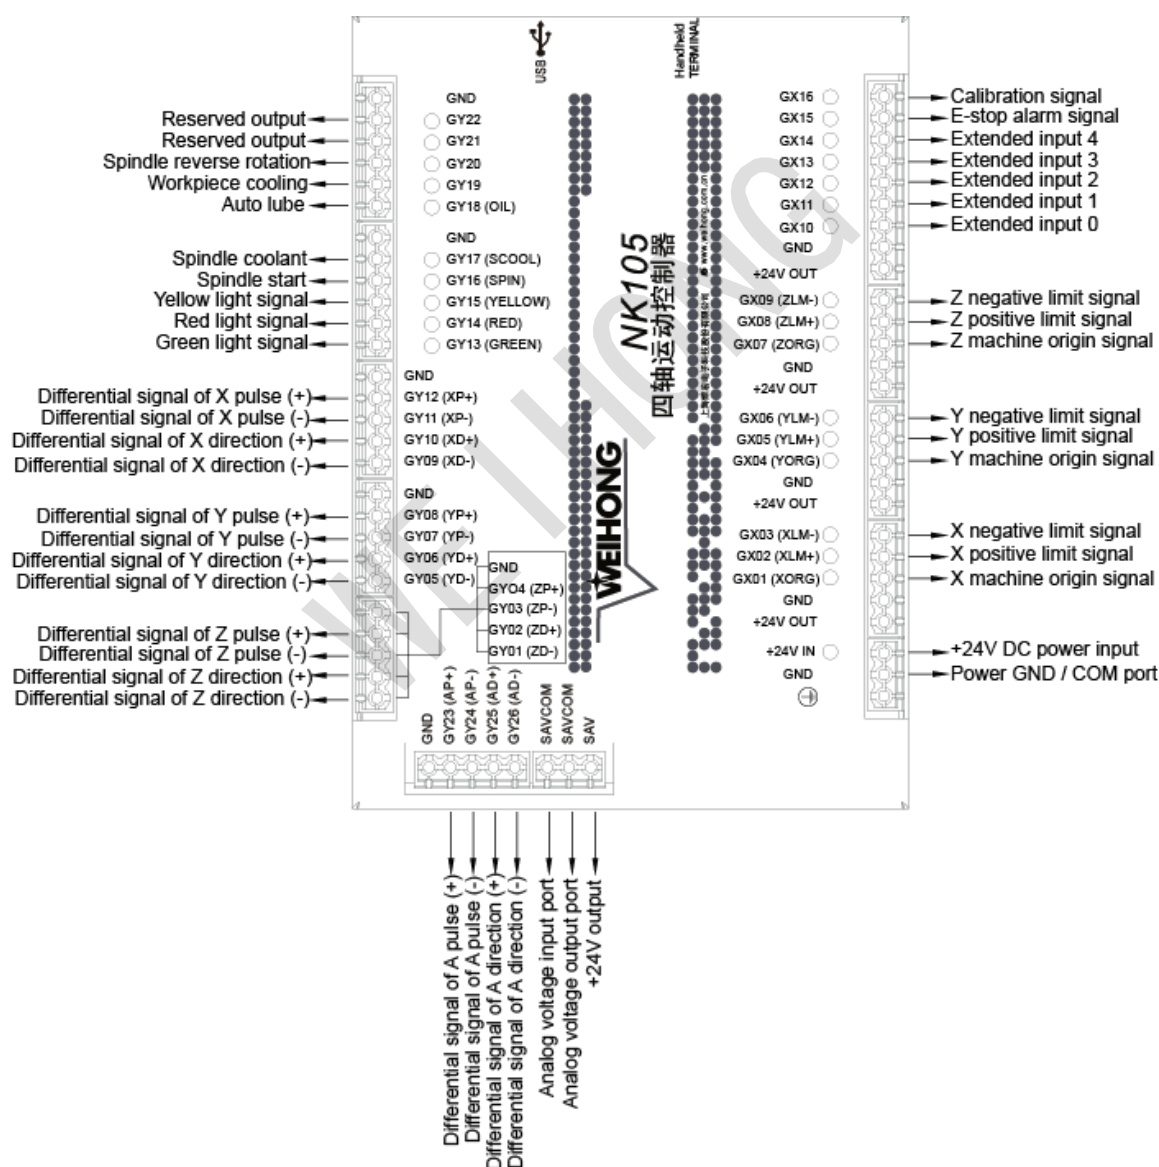 USB
Handheld
TERMINAL
GND
Reserved output
GY22
Reserved output
GY21
Spindle reverse rotation
GY20
Workpiece cooling
GY19
Auto lube
GY18 (OIL)
GND
Spindle coolant
GY17 (SCOOL)
Spindle start
GY16 (SPIN)
Yellow light signal
GY15 (YELLOW)
Red light signal
GY14 (RED)
Green light signal
GY13 (GREEN)
GND
Differential signal of X pulse (+)
GY12 (XP+)
Differential signal of X pulse (-)
GY11 (XP-)
Differential signal of X direction (+)
GY10 (XD+)
Differential signal of X direction (-)
GY09 (XD-)
GND
Differential signal of Y pulse (+)
GY08 (YP+)
Differential signal of Y pulse (-)
GY07 (YP-)
Differential signal of Y direction (+)
GY06 (YD+)
Differential signal of Y direction (-)
GY05 (YD-)
GND
GYO4 (ZP+)
GY03 (ZP-)
GY02 (ZD+)
GY01 (ZD-)
Differential signal of Z pulse (+)
Differential signal of Z pulse (-)
Differential signal of Z direction (+)
Differential signal of Z direction (-)
NK105
四轴运动控制器
www.weihong.com.cn
WEIHONG
WEIHONG
GX16
Calibration signal
GX15
E-stop alarm signal
GX14
Extended input 4
GX13
Extended input 3
GX12
Extended input 2
GX11
Extended input 1
GX10
Extended input 0
GND
+24V OUT
GX09 (ZLM-)
Z negative limit signal
GX08 (ZLM+)
Z positive limit signal
GX07 (ZORG)
Z machine origin signal
GND
+24V OUT
GX06 (YLM-)
Y negative limit signal
GX05 (YLM+)
Y positive limit signal
GX04 (YORG)
Y machine origin signal
GND
+24V OUT
GX03 (XLM-)
X negative limit signal
GX02 (XLM+)
X positive limit signal
GX01 (XORG)
X machine origin signal
GND
+24V OUT
+24V IN
+24V DC power input
GND
Power GND / COM port
GND
GY23 (AP+)
GY24 (AP-)
GY25 (AD+)
GY26 (AD-)
SAVCOM
SAVCOM
SAV
Differential signal of A pulse (+)
Differential signal of A pulse (-)
Differential signal of A direction (+)
Differential signal of A direction (-)
Analog voltage input port
Analog voltage output port
+24V output